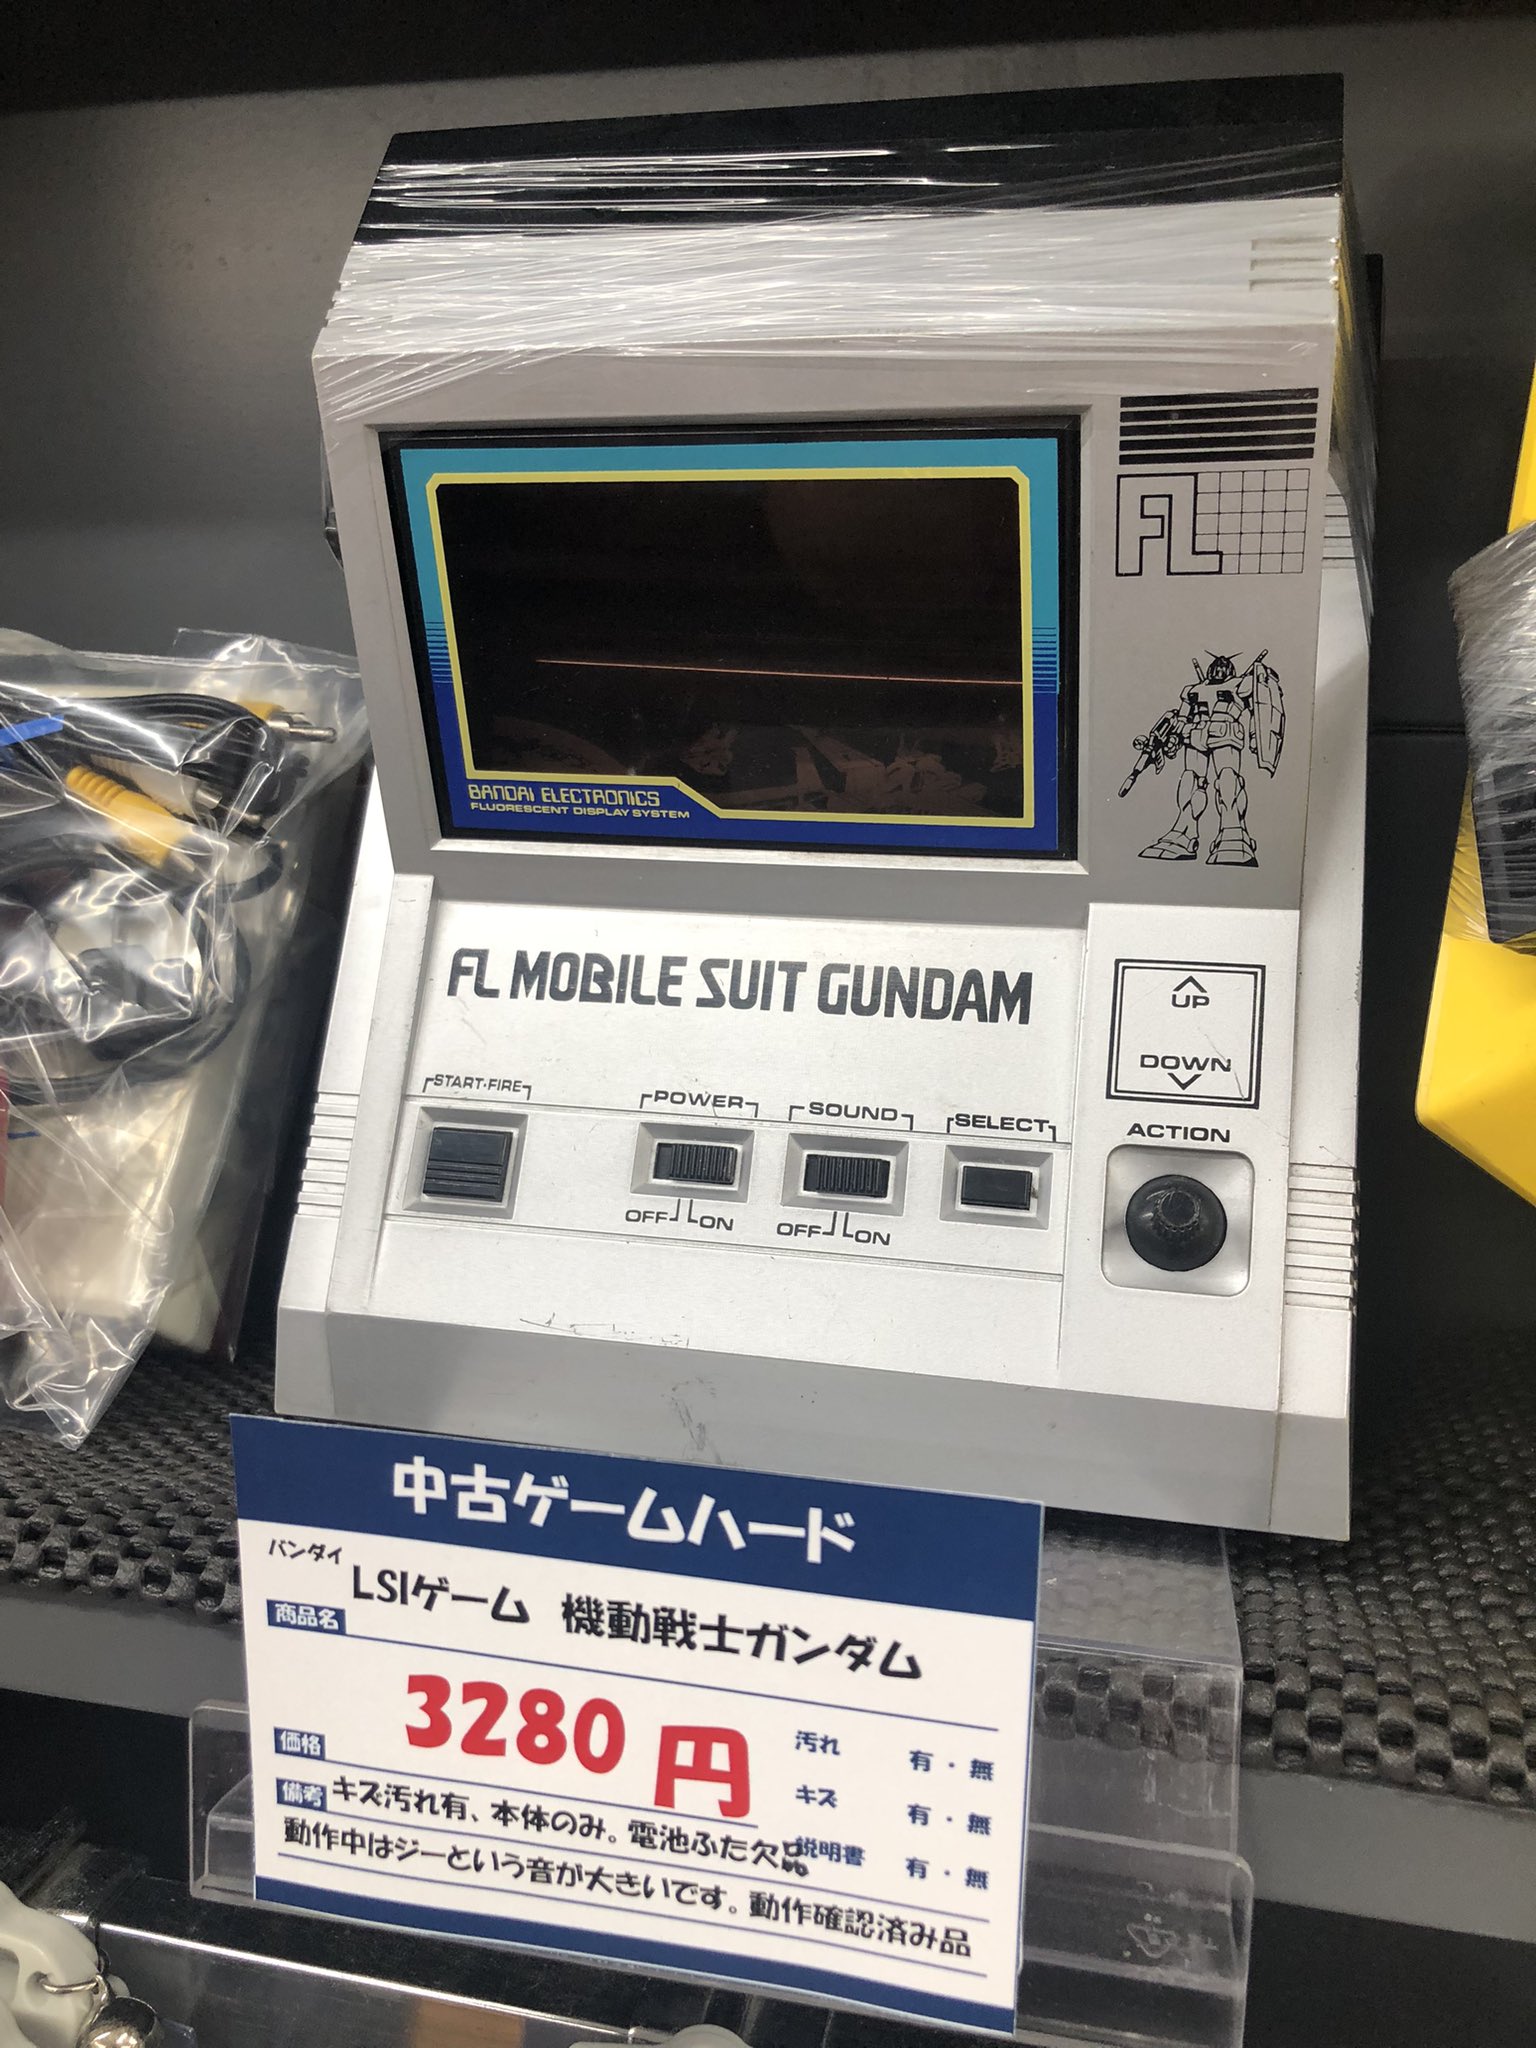 FL
BANDAI ELECTRONICS
FLUORESCENT DISPLAY SYSTEM
FL MOBILE SUIT GUNDAM
UP
DOWN
START・FIRE
POWER
SOUND
SELECT
ACTION
OFF ON
OFF ON
中古ゲームハード
バンダイ
商品名 LSIゲーム 機動戦士ガンダム
価格 3280円
汚れ 有・無
キズ 有・無
説明書 有・無
備考 キズ汚れ有、本体のみ。電池ふた欠品
動作中はジーという音が大きいです。動作確認済み品